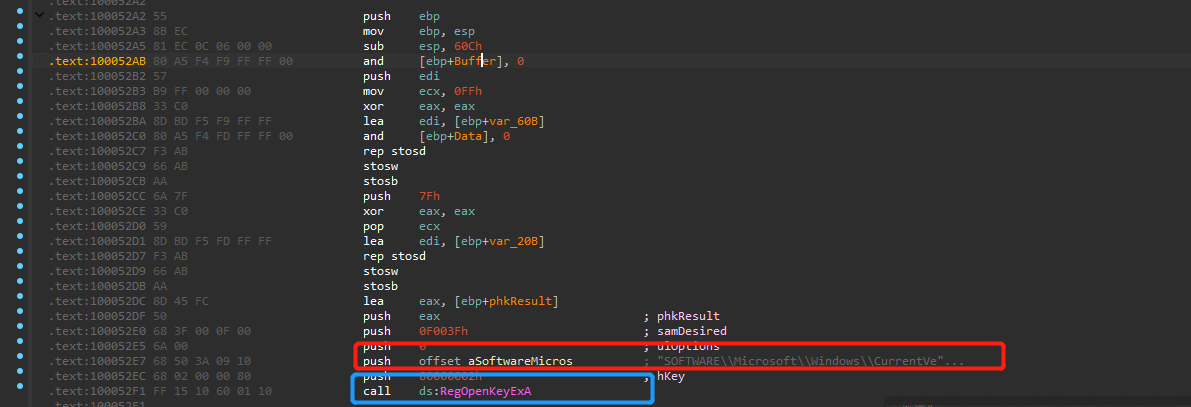 .text:100052A2
.text:100052A2 55 push ebp
.text:100052A3 8B EC mov ebp, esp
.text:100052A5 81 EC 0C 06 00 00 sub esp, 60Ch
.text:100052AB 80 A5 F4 F9 FF FF 00 and [ebp+Buffer], 0
.text:100052B2 57 push edi
.text:100052B3 B9 FF 00 00 00 mov ecx, 0FFh
.text:100052B8 33 C0 xor eax, eax
.text:100052BA 8D BD F5 F9 FF FF lea edi, [ebp+var_60B]
.text:100052C0 80 A5 F4 FD FF FF 00 and [ebp+Data], 0
.text:100052C7 F3 AB rep stosd
.text:100052C9 66 AB stosw
.text:100052CB AA stosb
.text:100052CC 6A 7F push 7Fh
.text:100052CE 33 C0 xor eax, eax
.text:100052D0 59 pop ecx
.text:100052D1 8D BD F5 FD FF FF lea edi, [ebp+var_20B]
.text:100052D7 F3 AB rep stosd
.text:100052D9 66 AB stosw
.text:100052DB AA stosb
.text:100052DC 8D 45 FC lea eax, [ebp+phkResult]
.text:100052DF 50 push eax ; phkResult
.text:100052E0 68 3F 00 0F 00 push 0F003Fh ; samDesired
.text:100052E5 6A 00 push 0 ; ulOptions
.text:100052E7 68 50 3A 09 10 push offset aSoftwareMicros ; "SOFTWARE\\Microsoft\\Windows\\CurrentVe"...
.text:100052EC 68 02 00 00 80 push 80000002h ; hKey
.text:100052F1 FF 15 10 60 01 10 call ds:RegOpenKeyExA
.text:100052F1